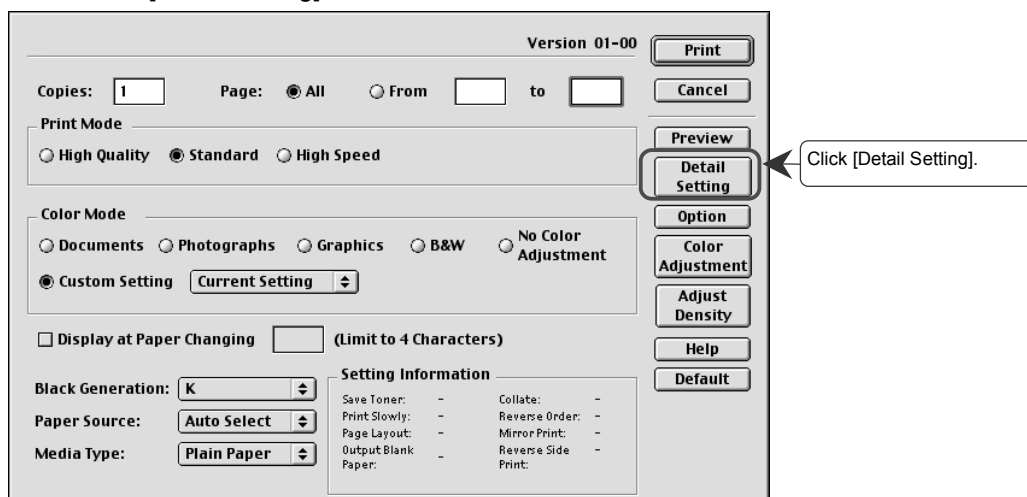 Version 01-00
Print
Copies: 1 Page: All From to
Cancel
Print Mode
High Quality Standard High Speed
Preview
Detail
Setting
Click [Detail Setting].
Color Mode
Documents Photographs Graphics B&W No Color
Adjustment
Custom Setting Current Setting
Option
Color
Adjustment
Adjust
Density
Display at Paper Changing (Limit to 4 Characters)
Help
Default
Black Generation: K
Paper Source: Auto Select
Media Type: Plain Paper
Setting Information
Save Toner: - Collate: -
Print Slowly: - Reverse Order: -
Page Layout: - Mirror Print: -
Output Blank
Paper: -
Reverse Side
Print: -